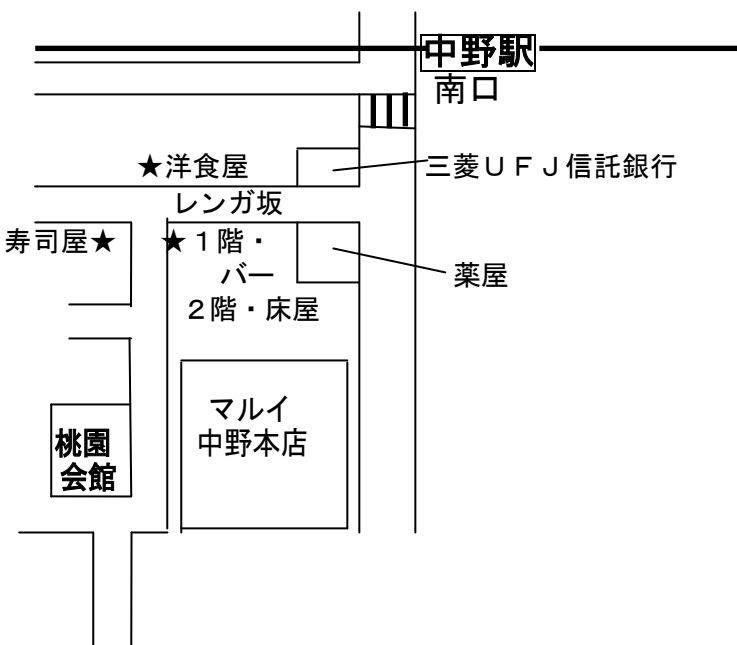 中野駅
南口
★洋食屋
三菱ＵＦＪ信託銀行
レンガ坂
寿司屋★
★１階・
バー
２階・床屋
薬屋
マルイ
中野本店
桃園
会館